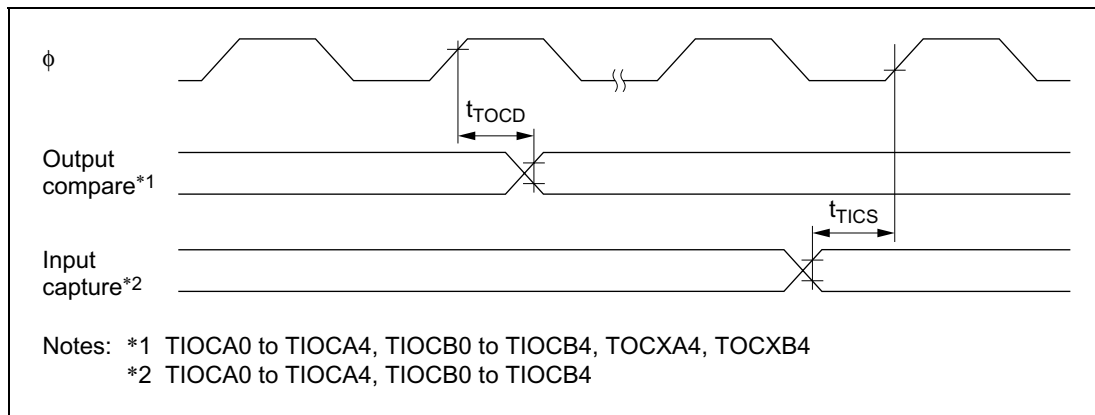 ϕ
tTOCD
Output
compare*1
tTICS
Input
capture*2
Notes: *1 TIOCA0 to TIOCA4, TIOCB0 to TIOCB4, TOCXA4, TOCXB4
*2 TIOCA0 to TIOCA4, TIOCB0 to TIOCB4